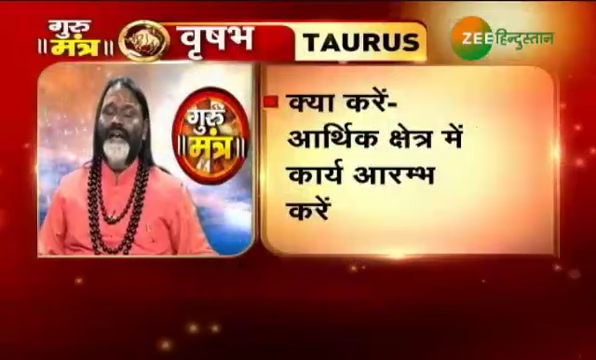 गुरु
॥मंत्र॥
वृषभ
TAURUS
ZEE हिन्दुस्तान
गुरु
॥मंत्र॥
क्या करें-
आर्थिक क्षेत्र में
कार्य आरम्भ
करें